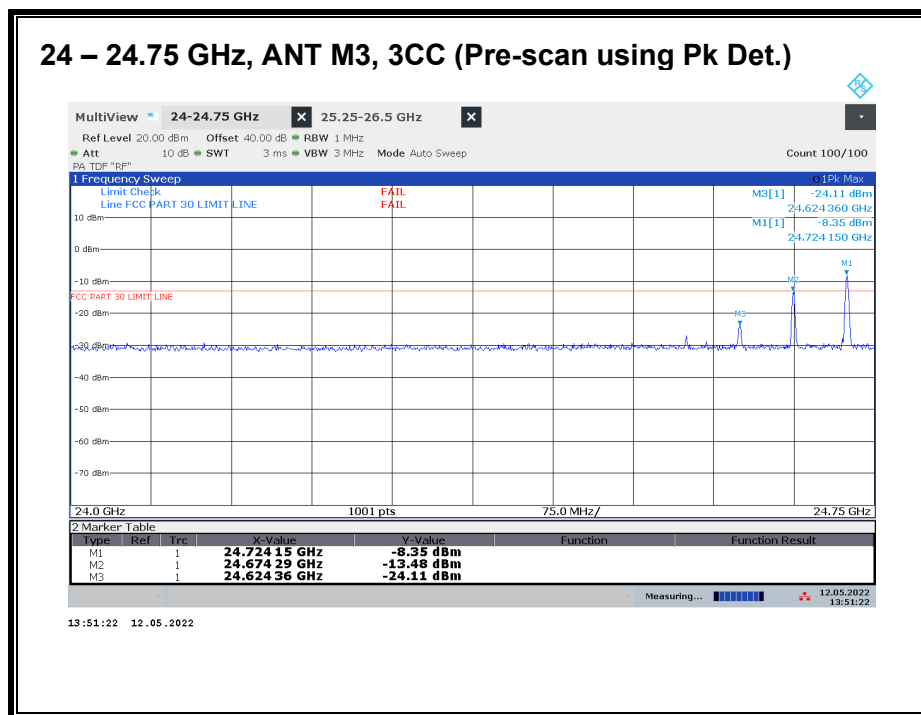 24 – 24.75 GHz, ANT M3, 3CC (Pre-scan using Pk Det.)
R S
MultiView 24-24.75 GHz 25.25-26.5 GHz
Ref Level 20.00 dBm Offset 40.00 dB RBW 1 MHz
Att 10 dB SWT 3 ms VBW 3 MHz Mode Auto Sweep Count 100/100
PA TDF "RF"
1 Frequency Sweep 1Pk Max
Limit Check FAIL M3[1] -24.11 dBm
Line FCC PART 30 LIMIT LINE FAIL 24.624360 GHz
10 dBm M1[1] -8.35 dBm
24.724150 GHz
0 dBm
M1
-10 dBm M2
FCC PART 30 LIMIT LINE
-20 dBm M3
-30 dBm
-40 dBm
-50 dBm
-60 dBm
-70 dBm
24.0 GHz 1001 pts 75.0 MHz/ 24.75 GHz
2 Marker Table
Type Ref Trc X-Value Y-Value Function Function Result
M1 1 24.724 15 GHz -8.35 dBm
M2 1 24.674 29 GHz -13.48 dBm
M3 1 24.624 36 GHz -24.11 dBm
Measuring... 12.05.2022
13:51:22
13:51:22 12.05.2022